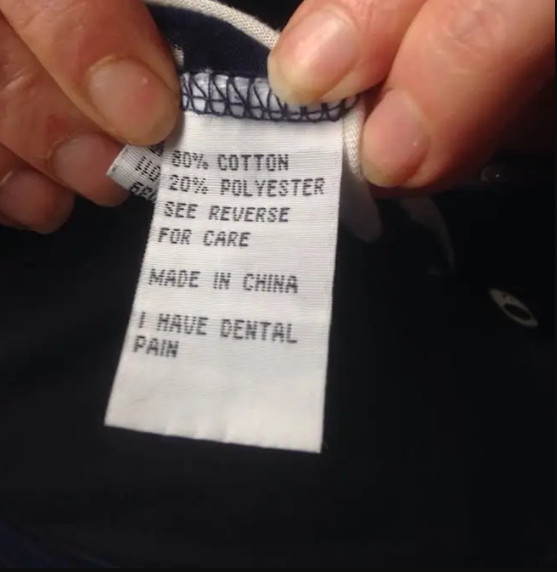 80% COTTON
20% POLYESTER
SEE REVERSE
FOR CARE
MADE IN CHINA
I HAVE DENTAL
PAIN